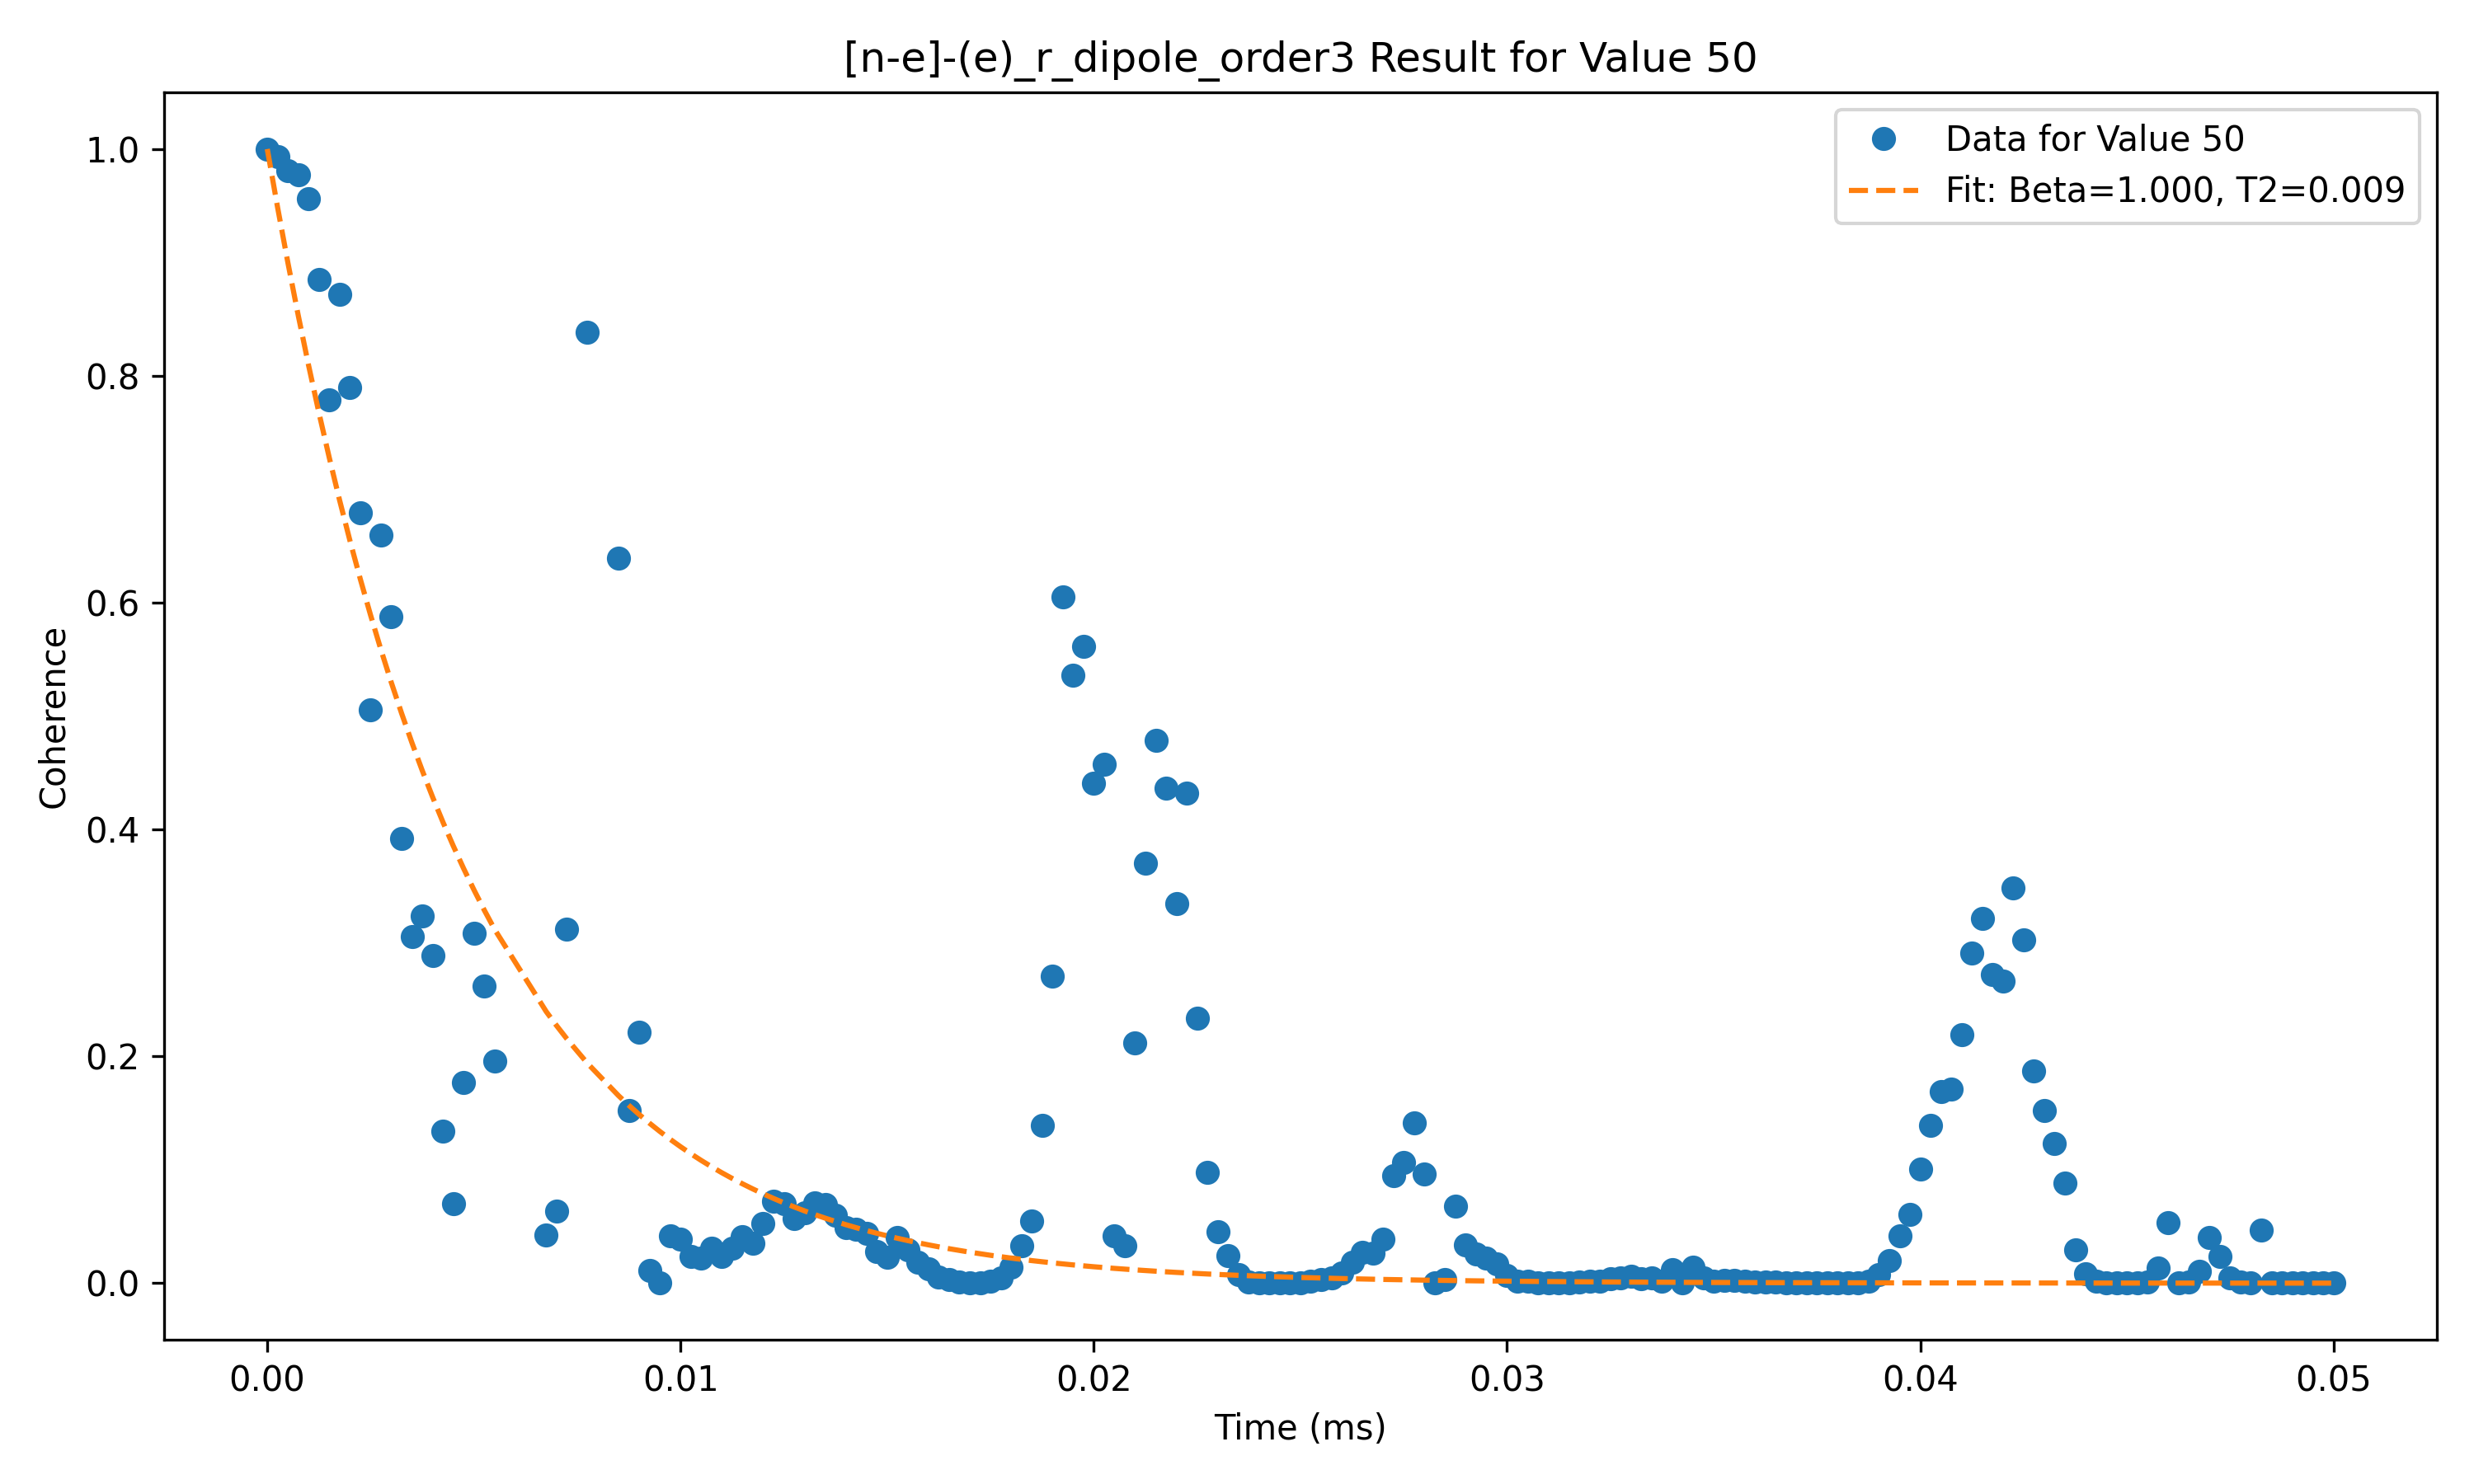 [n-e]-(e)_r_dipole_order3 Result for Value 50
Data for Value 50
Fit: Beta=1.000, T2=0.009
Coherence
1.0
0.8
0.6
0.4
0.2
0.0
0.00 0.01 0.02 0.03 0.04 0.05
Time (ms)